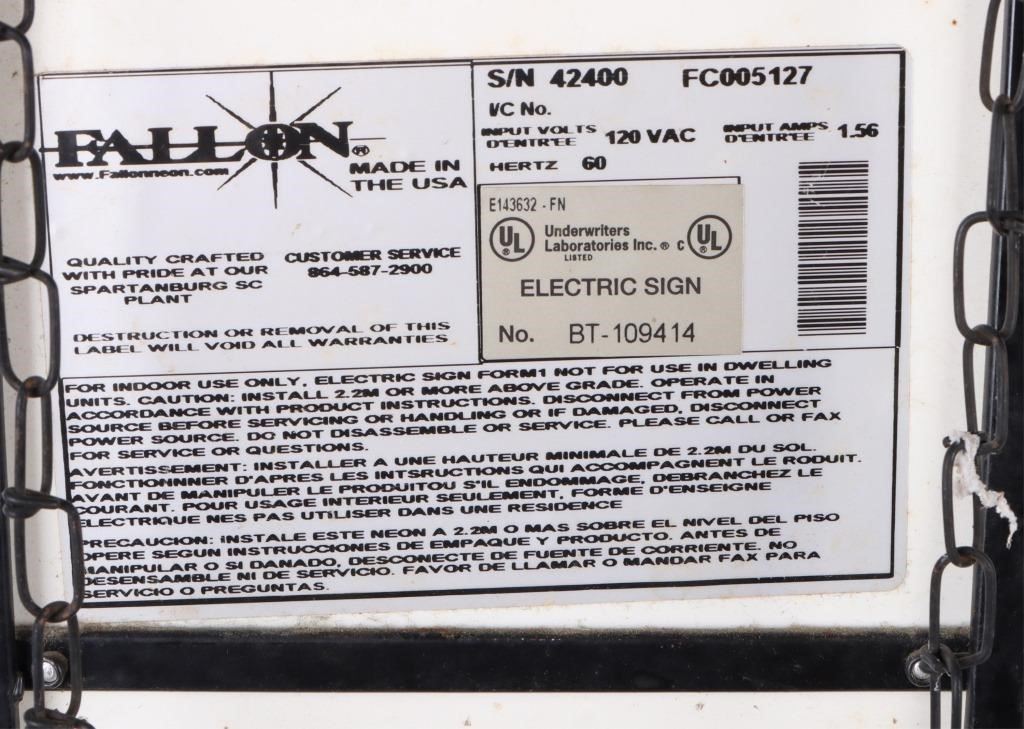 FALLON®
www.Fallonneon.com
MADE IN
THE USA
QUALITY CRAFTED
WITH PRIDE AT OUR
SPARTANBURG SC
PLANT
CUSTOMER SERVICE
864-587-2900
DESTRUCTION OR REMOVAL OF THIS
LABEL WILL VOID ALL WARRANTIES
S/N 42400 FC005127
I/C No.
INPUT VOLTS
D'ENTREE
120 VAC
INPUT AMPS
D'ENTREE
1.56
HERTZ 60
E143632 - FN
UL
Underwriters
Laboratories Inc.®
LISTED
C UL
ELECTRIC SIGN
No. BT-109414
FOR INDOOR USE ONLY, ELECTRIC SIGN FORM1 NOT FOR USE IN DWELLING
UNITS. CAUTION: INSTALL 2.2M OR MORE ABOVE GRADE. OPERATE IN
ACCORDANCE WITH PRODUCT INSTRUCTIONS. DISCONNECT FROM POWER
SOURCE BEFORE SERVICING OR HANDLING OR IF DAMAGED, DISCONNECT
POWER SOURCE. DO NOT DISASSEMBLE OR SERVICE. PLEASE CALL OR FAX
FOR SERVICE OR QUESTIONS.
AVERTISSEMENT: INSTALLER A UNE HAUTEUR MINIMALE DE 2.2M DU SOL.
FONCTIONNNER D'APRES LES INTSRUCTIONS QUI ACCOMPAGNENT LE RODUIT.
AVANT DE MANIPULER LE PRODUITOU S'IL ENDOMMAGE, DEBRANCHEZ LE
COURANT. POUR USAGE INTERIEUR SEULEMENT, FORME D'ENSEIGNE
ELECTRIQUE NES PAS UTILISER DANS UNE RESIDENCE
PRECAUCION: INSTALE ESTE NEON A 2.2M O MAS SOBRE EL NIVEL DEL PISO
OPERE SEGUN INSTRUCCIONES DE EMPAQUE Y PRODUCTO. ANTES DE
MANIPULAR O SI DANADO, DESCONECTE DE FUENTE DE CORRIENTE. NO
DESENSAMBLE NI DE SERVICIO. FAVOR DE LLAMAR O MANDAR FAX PARA
SERVICIO O PREGUNTAS.